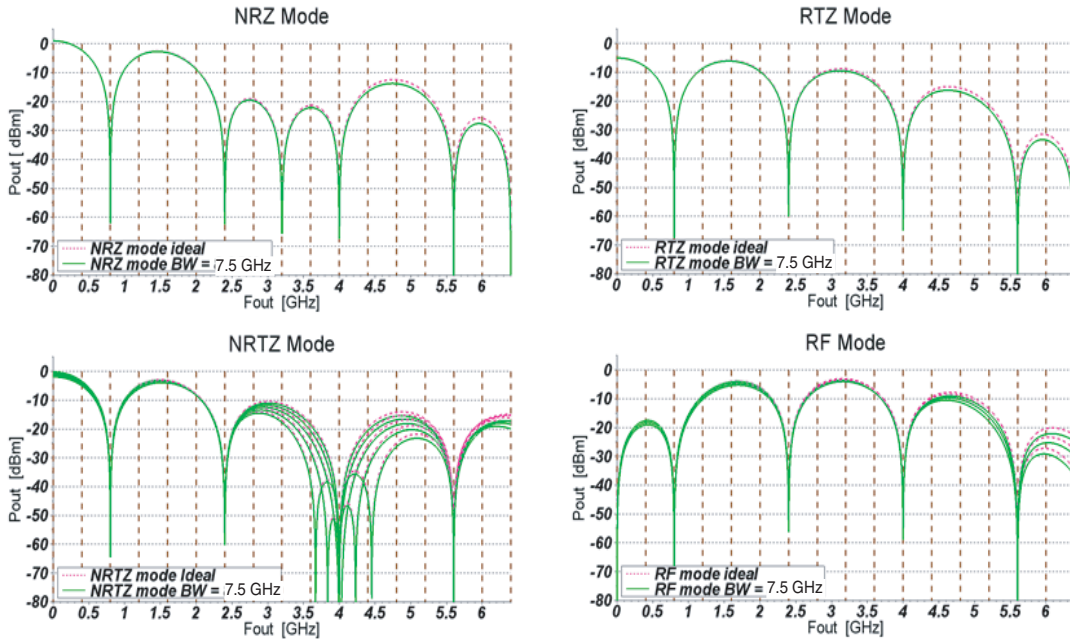 NRZ Mode
Pout [ dBm]
0
-10
-20
-30
-40
-50
-60
-70
-80
NRZ mode ideal
NRZ mode BW = 7.5 GHz
0 0.5 1 1.5 2 2.5 3 3.5 4 4.5 5 5.5 6
Fout [GHz]
RTZ Mode
Pout [dBm]
0
-10
-20
-30
-40
-50
-60
-70
-80
RTZ mode ideal
RTZ mode BW = 7.5 GHz
0 0.5 1 1.5 2 2.5 3 3.5 4 4.5 5 5.5 6
Fout [GHz]
NRTZ Mode
Pout [dBm]
0
-10
-20
-30
-40
-50
-60
-70
-80
NRTZ mode Ideal
NRTZ mode BW = 7.5 GHz
0 0.5 1 1.5 2 2.5 3 3.5 4 4.5 5 5.5 6
Fout [GHz]
RF Mode
Pout [dBm]
0
-10
-20
-30
-40
-50
-60
-70
-80
RF mode ideal
RF mode BW = 7.5 GHz
0 0.5 1 1.5 2 2.5 3 3.5 4 4.5 5 5.5 6
Fout [GHz]